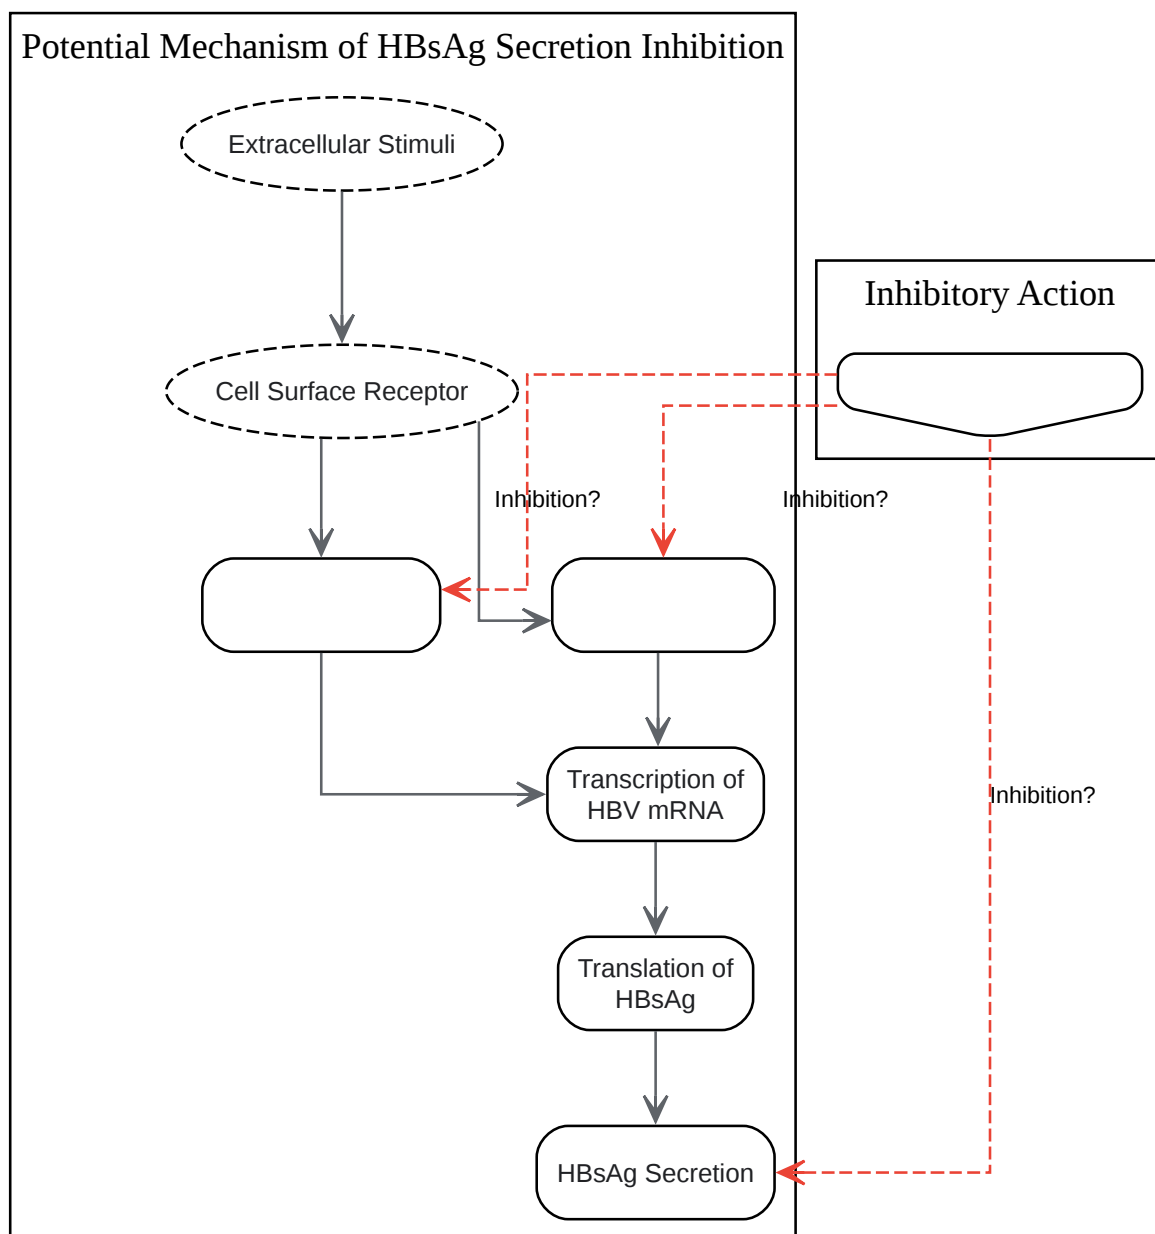 Potential Mechanism of HBsAg Secretion Inhibition
Extracellular Stimuli
Inhibitory Action
Cell Surface Receptor
Inhibition?
Inhibition?
Transcription of
HBV mRNA
Inhibition?
Translation of
HBsAg
HBsAg Secretion